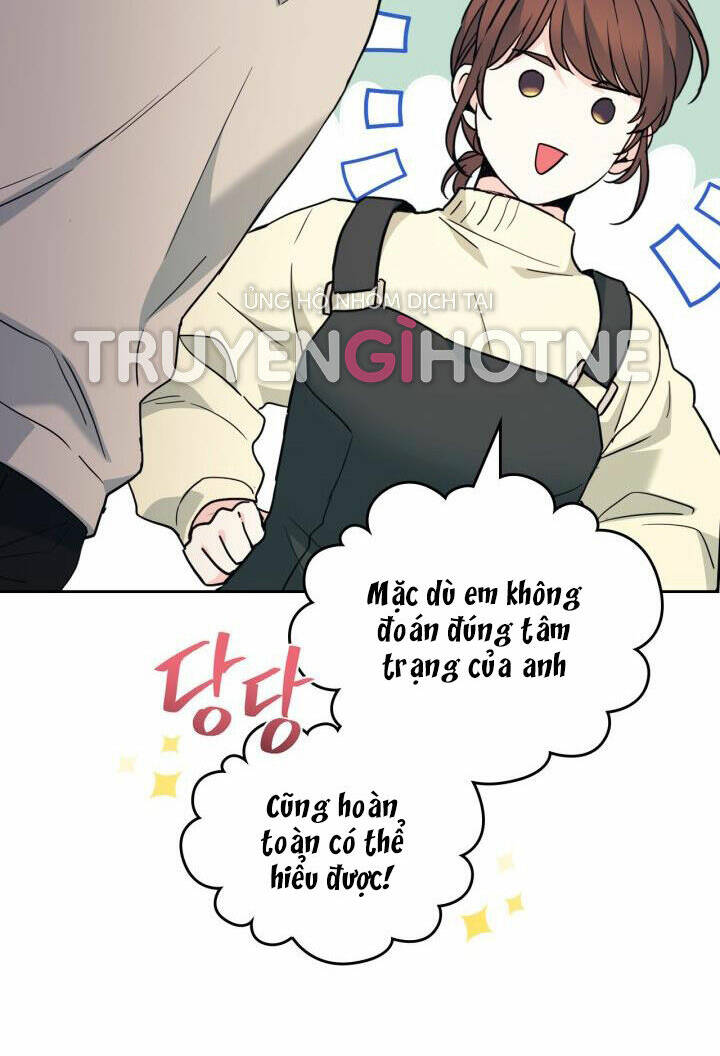 ỦNG HỘ NHÓM DỊCH TẠI
TRUYENGIHOTNE
Mặc dù em không
đoán đúng tâm
trạng của anh
당당
Cũng hoàn
toàn có thể
hiểu được!